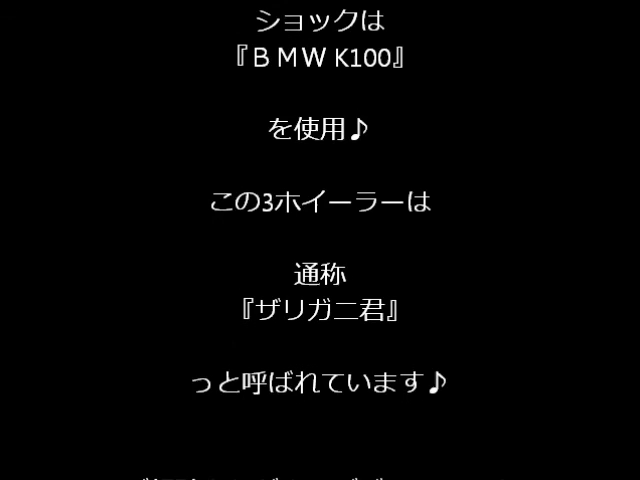 ショックは
『ＢＭＷ K100』
を使用♪
この3ホイーラーは
通称
『ザリガニ君』
っと呼ばれています♪